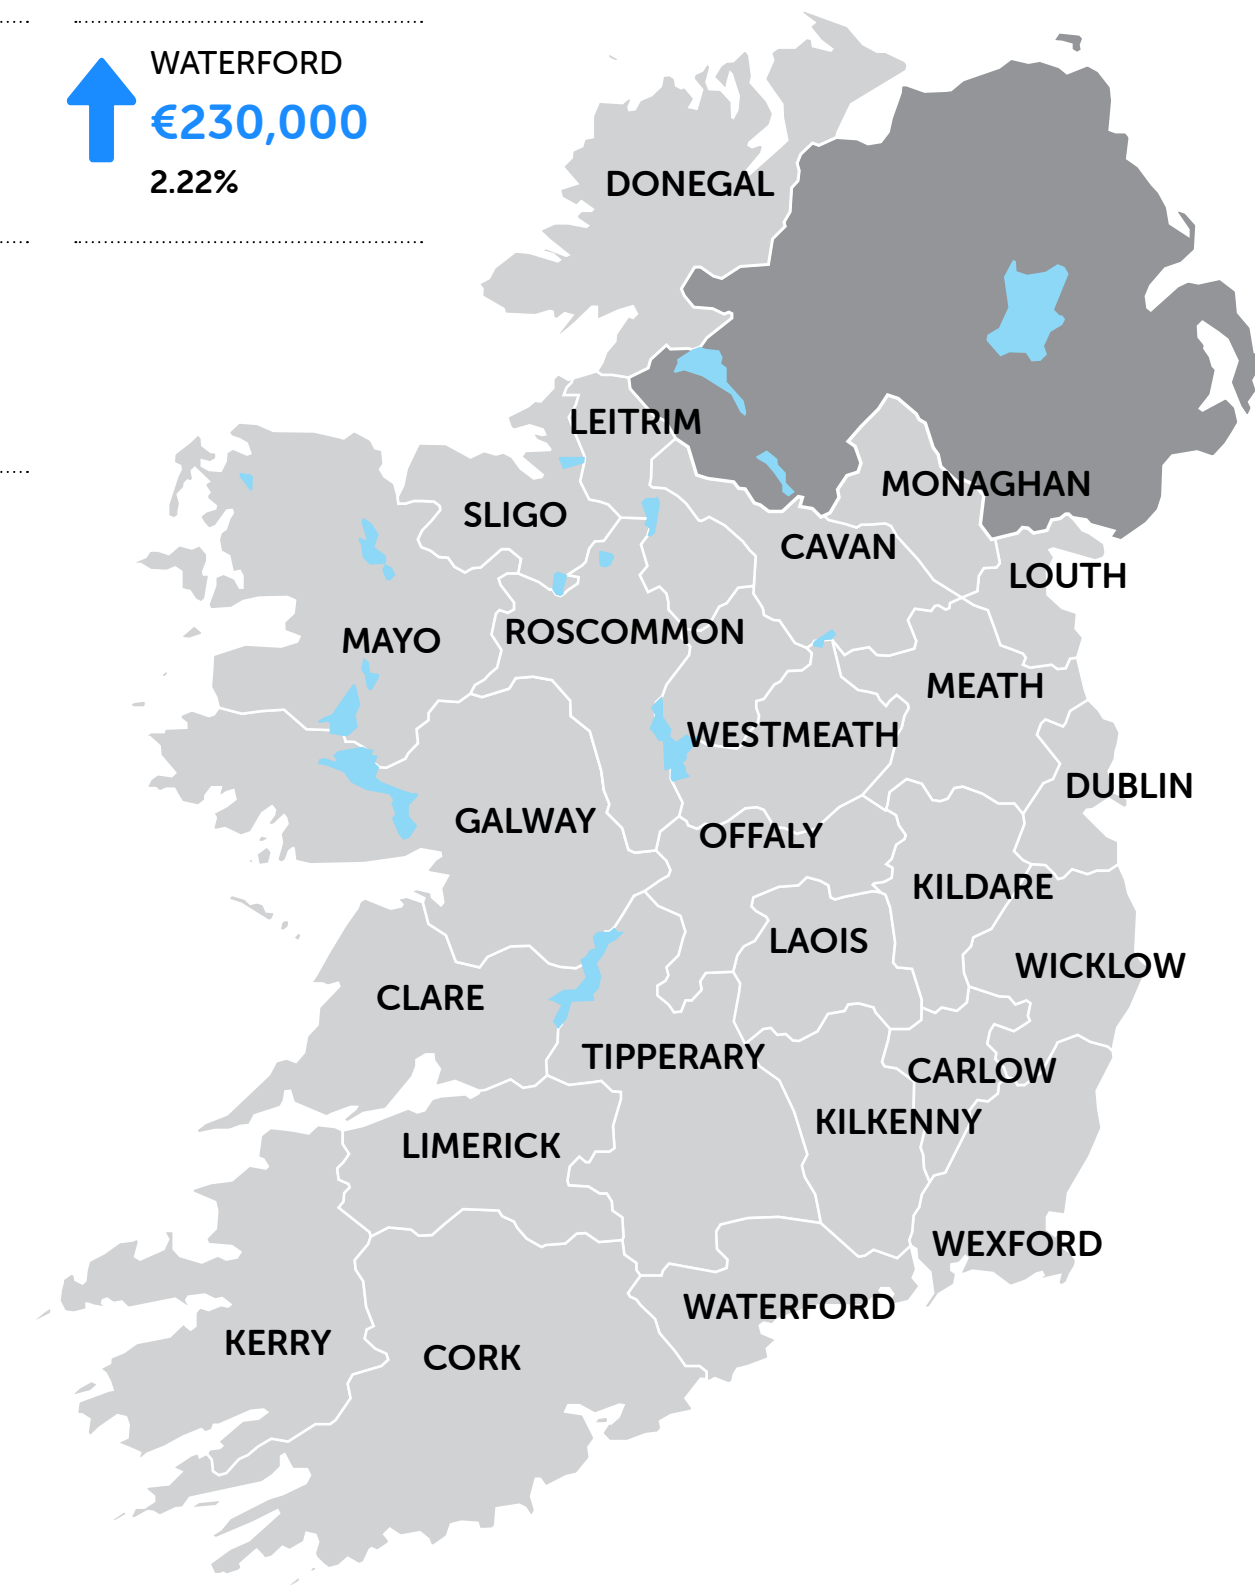 WATERFORD
€230,000
2.22%
DONEGAL
LEITRIM
MONAGHAN
SLIGO
CAVAN
LOUTH
ROSCOMMON
MAYO
MEATH
WESTMEATH
DUBLIN
GALWAY
OFFALY
KILDARE
LAOIS
WICKLOW
CLARE
TIPPERARY
CARLOW
KILKENNY
LIMERICK
WEXFORD
WATERFORD
KERRY
CORK